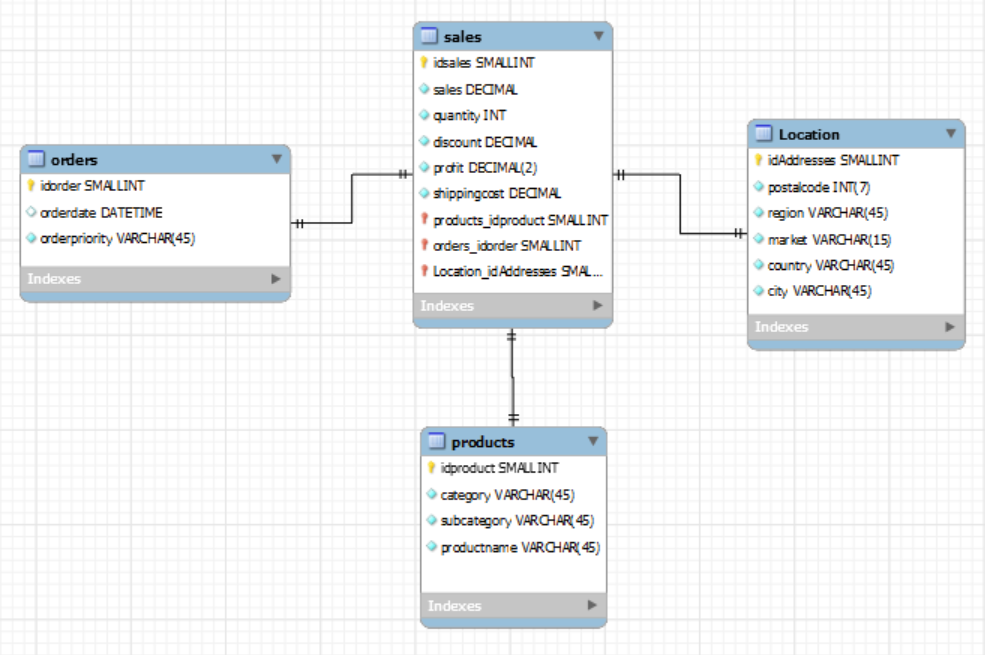 sales
idsales SMALLINT
sales DECIMAL
quantity INT
discount DECIMAL
profit DECIMAL(2)
shippingcost DECIMAL
products_idproduct SMALLINT
orders_idorder SMALLINT
Location_idAddresses SMAL...
Indexes
orders
idorder SMALLINT
orderdate DATETIME
orderpriority VARCHAR(45)
Indexes
Location
idAddresses SMALLINT
postalcode INT(7)
region VARCHAR(45)
market VARCHAR(15)
country VARCHAR(45)
city VARCHAR(45)
Indexes
products
idproduct SMALLINT
category VARCHAR(45)
subcategory VARCHAR(45)
productname VARCHAR(45)
Indexes